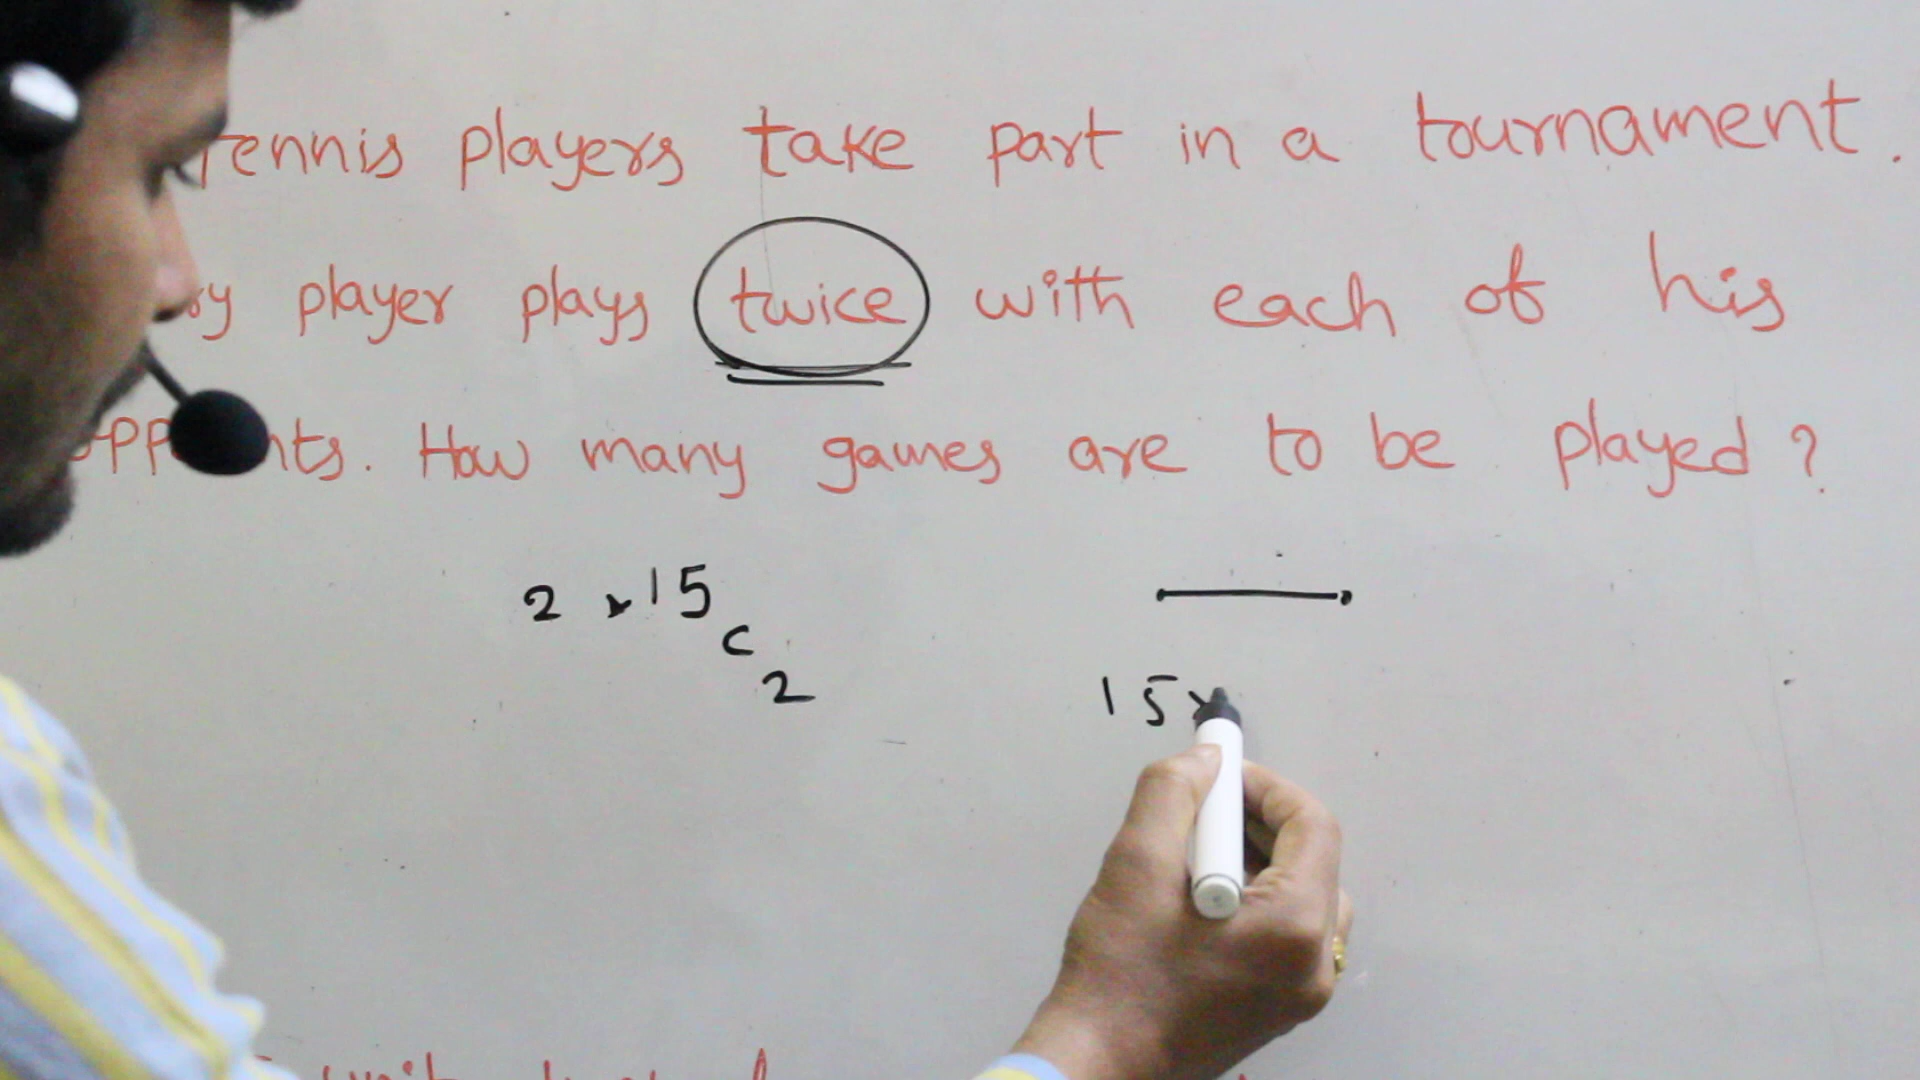 Tennis players take part in a tournament.
player plays twice with each of his
How many games are to be played?
2 × 15
C
2
15×